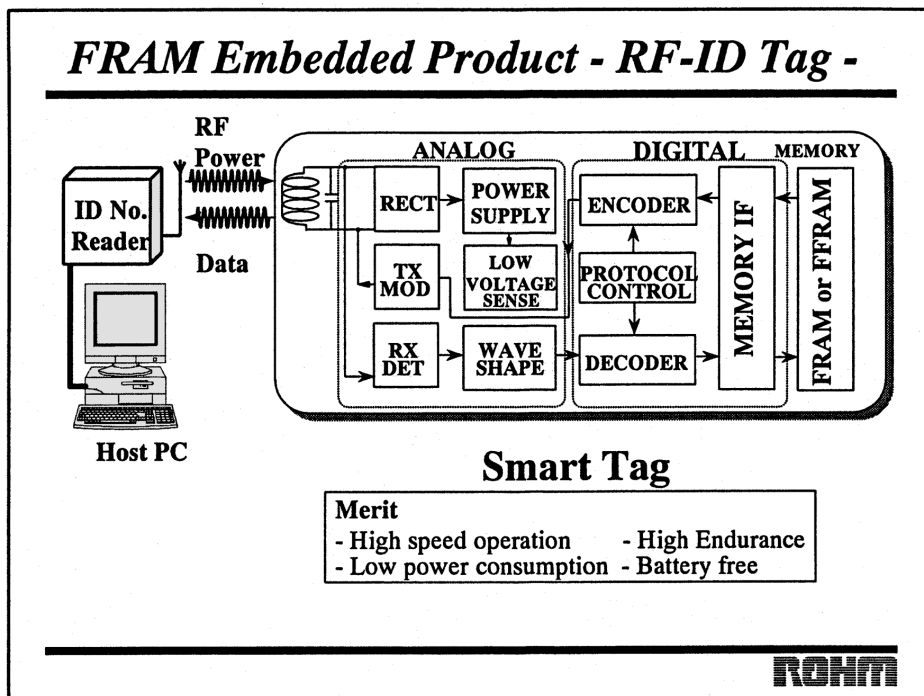 FRAM Embedded Product - RF-ID Tag -
RF
Power
Data
ID No.
Reader
Host PC
ANALOG
DIGITAL
MEMORY
RECT
POWER
SUPPLY
TX
MOD
LOW
VOLTAGE
SENSE
RX
DET
WAVE
SHAPE
ENCODER
PROTOCOL
CONTROL
DECODER
MEMORY IF
FRAM or FFRAM
Smart Tag
Merit
- High speed operation - High Endurance
- Low power consumption - Battery free
ROHM